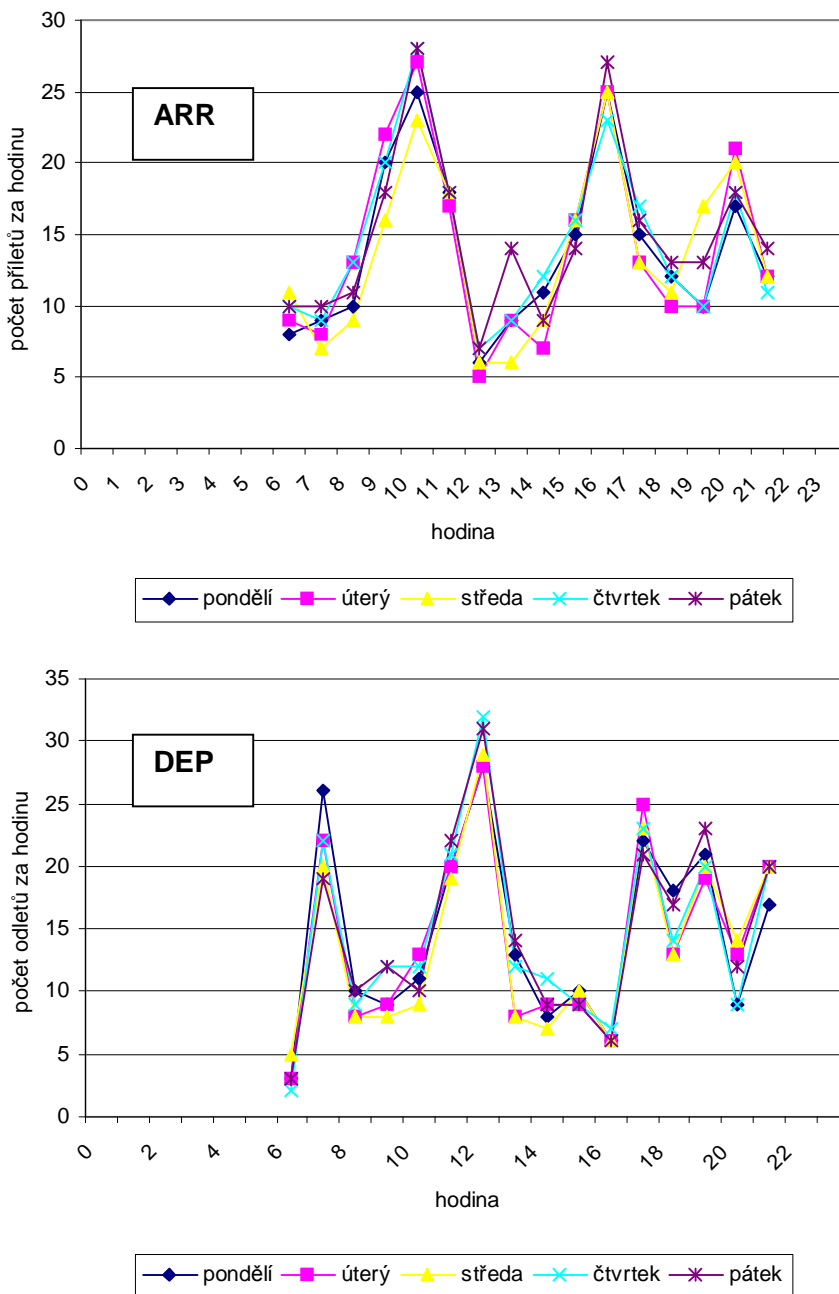 30
25
20
15
10
5
0
ARR
počet příletů za hodinu
0 1 2 3 4 5 6 7 8 9 10 11 12 13 14 15 16 17 18 19 20 21 22 23
hodina
pondělí úterý středa čtvrtek pátek
35
30
25
20
15
10
5
0
DEP
počet odletů za hodinu
0 2 4 6 8 10 12 14 16 18 20 22
hodina
pondělí úterý středa čtvrtek pátek